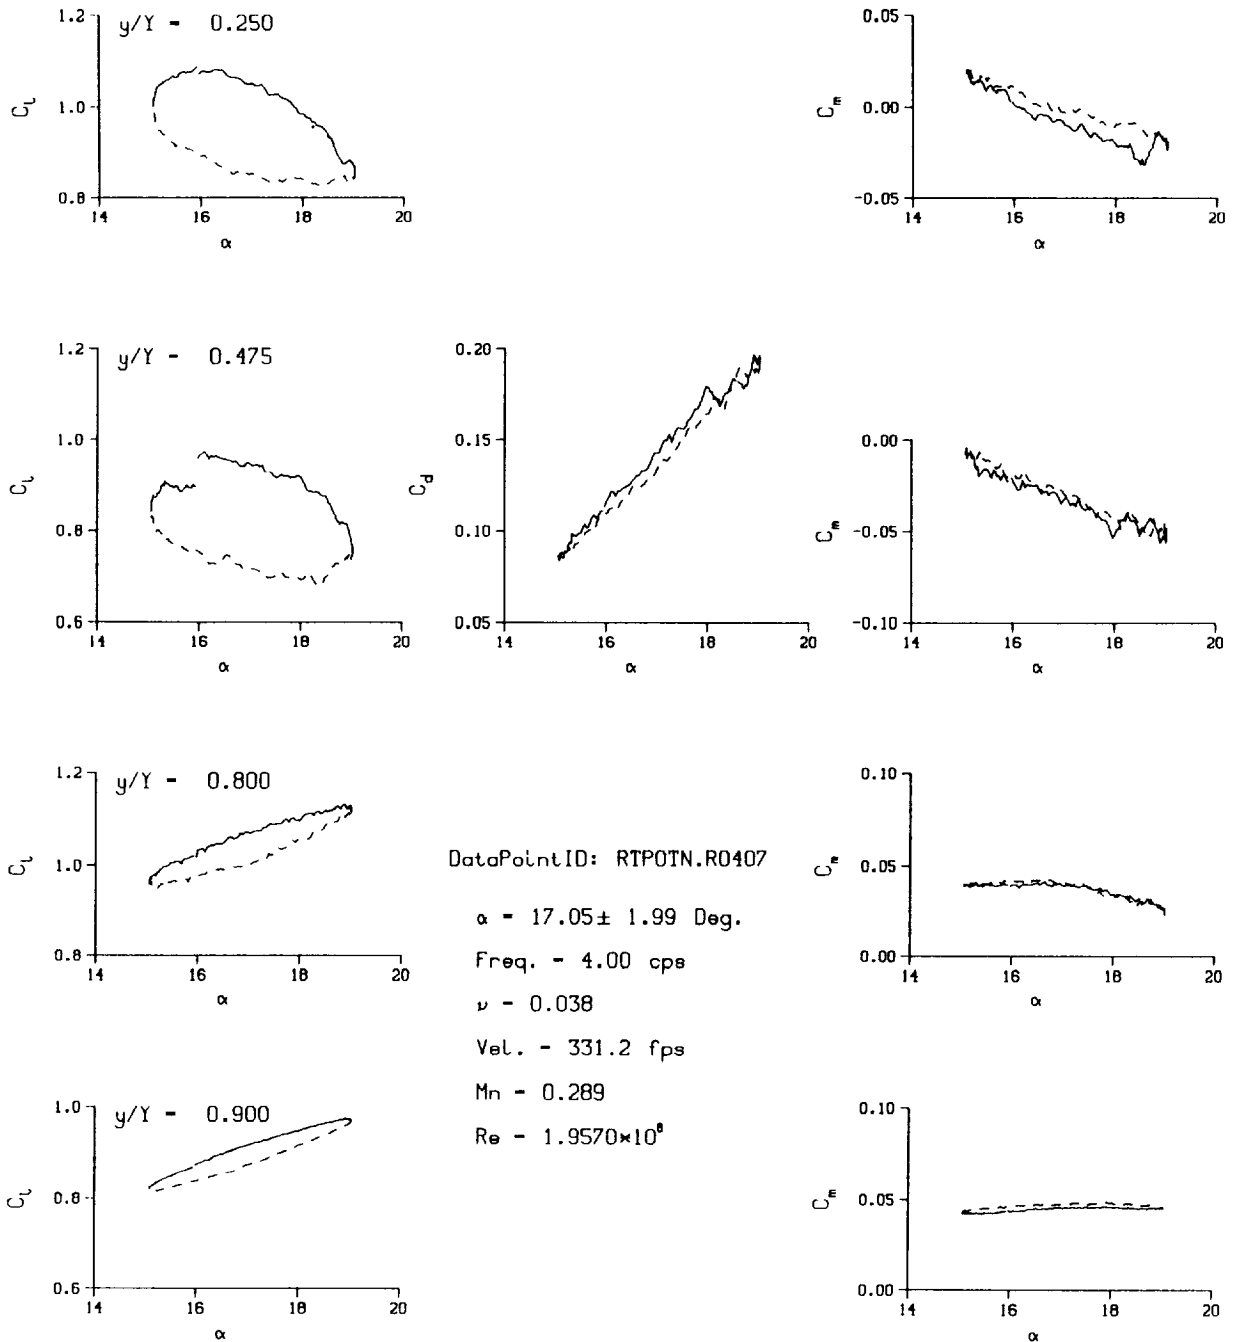 y/Y - 0.250
1.2
1.0
0.8
C_l
14 16 18 20
α
0.05
0.00
-0.05
C_m
14 16 18 20
α
y/Y - 0.475
1.2
1.0
0.8
0.6
C_l
14 16 18 20
α
0.20
0.15
0.10
0.05
C_d
14 16 18 20
α
0.00
-0.05
-0.10
C_m
14 16 18 20
α
y/Y - 0.800
1.2
1.0
0.8
C_l
14 16 18 20
α
DataPointID: RTPOTN.R0407
α - 17.05± 1.99 Deg.
Freq. - 4.00 cps
ν - 0.038
Vel. - 331.2 fps
Mn - 0.289
0.10
0.05
0.00
C_m
14 16 18 20
α
y/Y - 0.900
1.0
0.8
0.6
C_l
14 16 18 20
α
0.10
0.05
0.00
C_m
14 16 18 20
α